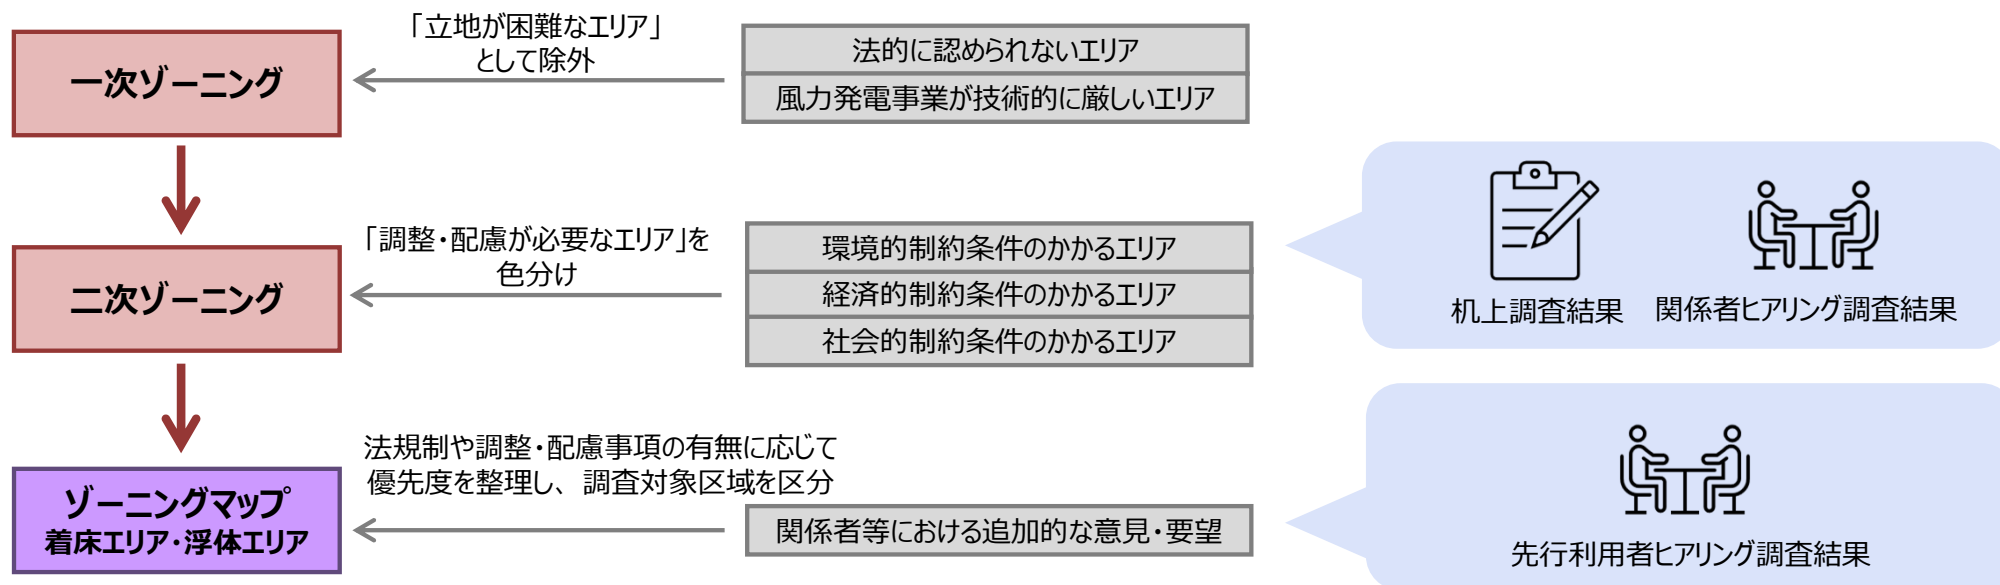 一次ゾーニング
「立地が困難なエリア」
として除外
法的に認められないエリア
風力発電事業が技術的に厳しいエリア
二次ゾーニング
「調整・配慮が必要なエリア」を
色分け
環境的制約条件のかかるエリア
経済的制約条件のかかるエリア
社会的制約条件のかかるエリア
机上調査結果
関係者ヒアリング調査結果
ゾーニングマップ
着床エリア・浮体エリア
法規制や調整・配慮事項の有無に応じて
優先度を整理し、調査対象区域を区分
関係者等における追加的な意見・要望
先行利用者ヒアリング調査結果